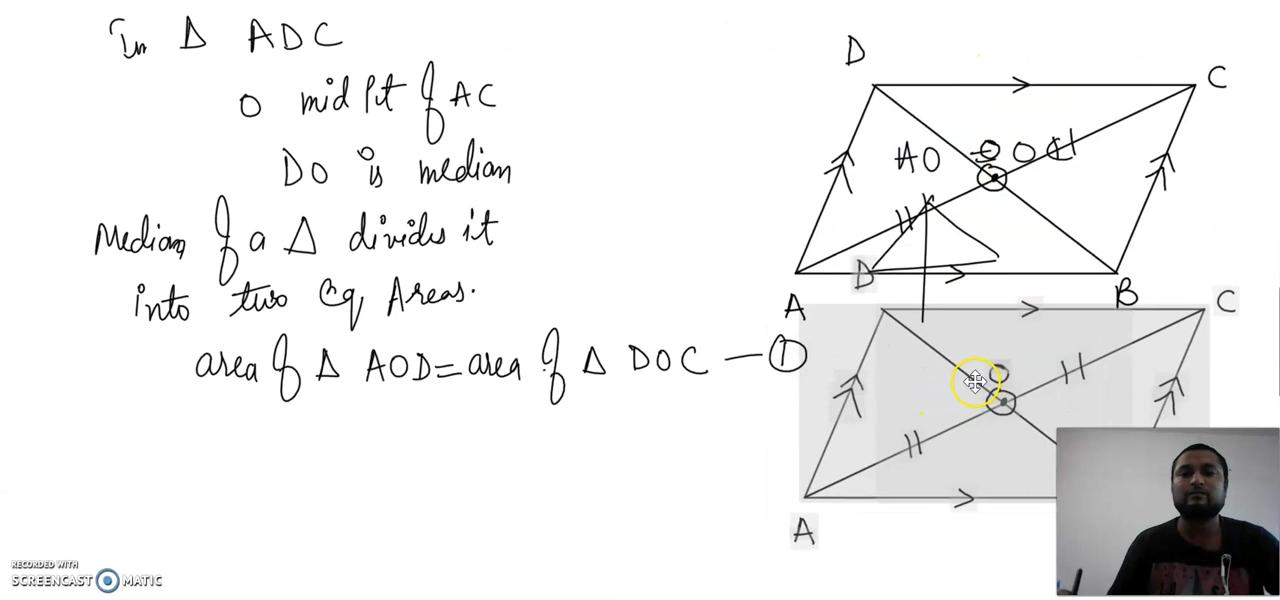 In Δ ADC
O mid Pt of AC
DO is median
Median of a Δ divides it
into two Eq Areas.
area of Δ AOD = area of Δ DOC — ①
D
C
AO = OC
D
A
B
C
O
A
RECORDED WITH
SCREENCAST MATIC